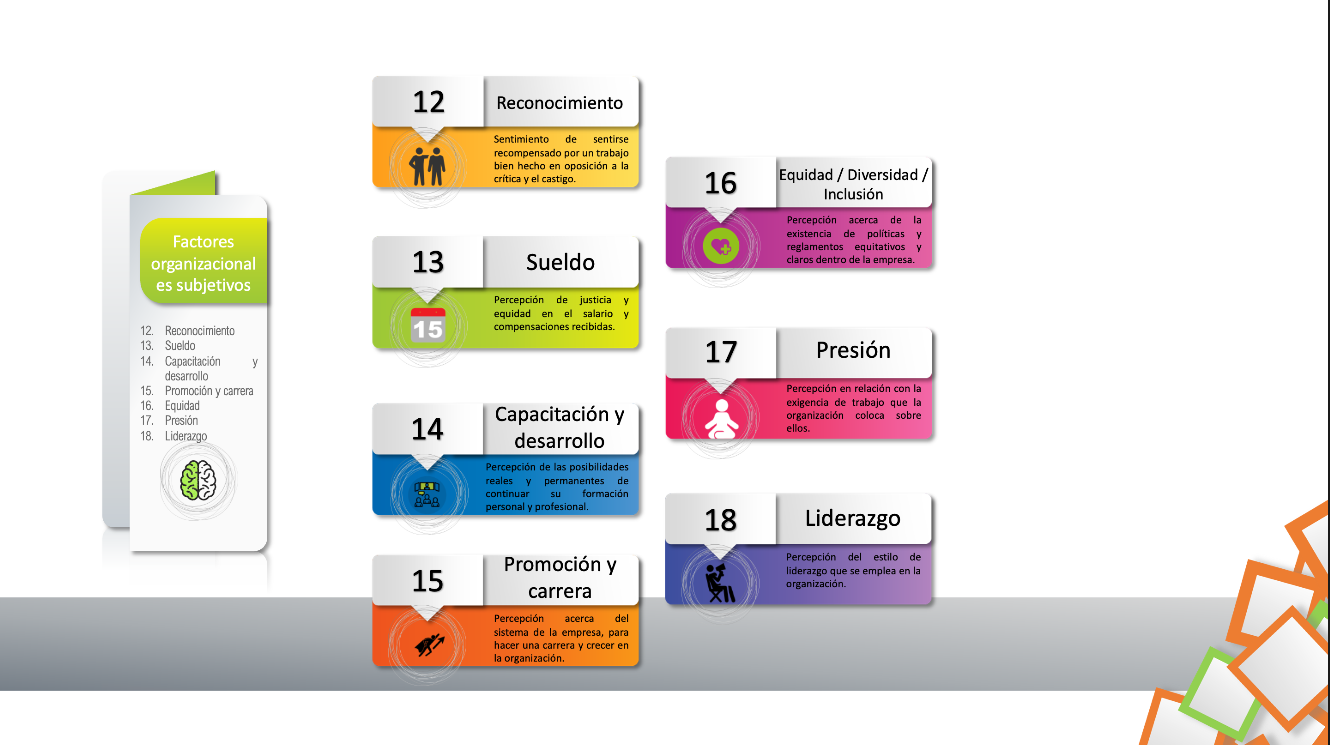 Factores
organizacional
es subjetivos
12. Reconocimiento
13. Sueldo
14. Capacitación y
desarrollo
15. Promoción y carrera
16. Equidad
17. Presión
18. Liderazgo
12
Reconocimiento
Sentimiento de sentirse
recompensado por un trabajo
bien hecho en oposición a la
crítica y el castigo.
13
Sueldo
15
Percepción de justicia y
equidad en el salario y
compensaciones recibidas.
14
Capacitación y
desarrollo
Percepción de las posibilidades
reales y permanentes de
continuar su formación
personal y profesional.
15
Promoción y
carrera
Percepción acerca del
sistema de la empresa, para
hacer una carrera y crecer en
la organización.
16
Equidad / Diversidad /
Inclusión
Percepción acerca de la
existencia de políticas y
reglamentos equitativos y
claros dentro de la empresa.
17
Presión
Percepción en relación con la
exigencia de trabajo que la
organización coloca sobre
ellos.
18
Liderazgo
Percepción del estilo de
liderazgo que se emplea en la
organización.